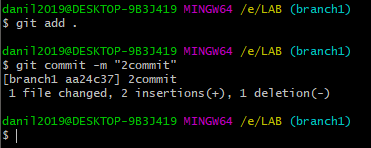 danil2019@DESKTOP-9B3J419 MINGW64 /e/LAB (branch1)
$ git add .
danil2019@DESKTOP-9B3J419 MINGW64 /e/LAB (branch1)
$ git commit -m "2commit"
[branch1 aa24c37] 2commit
 1 file changed, 2 insertions(+), 1 deletion(-)
danil2019@DESKTOP-9B3J419 MINGW64 /e/LAB (branch1)
$